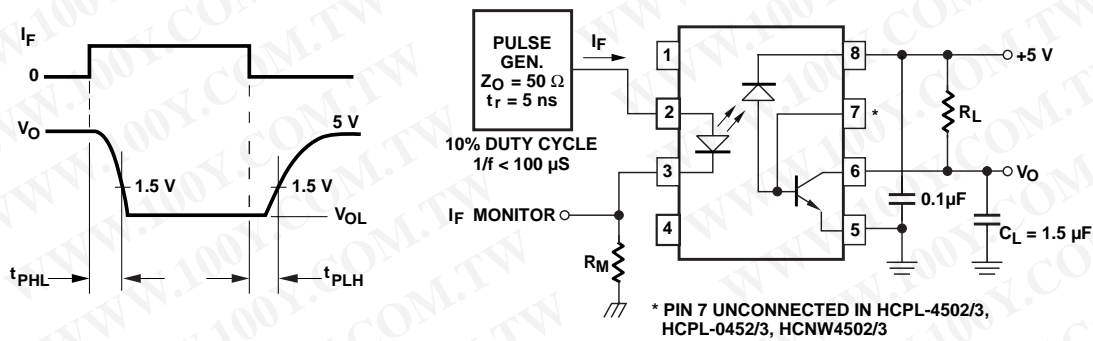 I_F
0
V_O
5 V
1.5 V
1.5 V
V_OL
t_PHL
t_PLH
PULSE
GEN.
Z_O = 50 Ω
t_r = 5 ns
I_F
10% DUTY CYCLE
1/f < 100 µS
I_F MONITOR
R_M
1
2
3
4
8
7
*
6
5
+5 V
R_L
V_O
0.1µF
C_L = 1.5 µF
* PIN 7 UNCONNECTED IN HCPL-4502/3,
HCPL-0452/3, HCNW4502/3
WWW.100Y.COM.TW